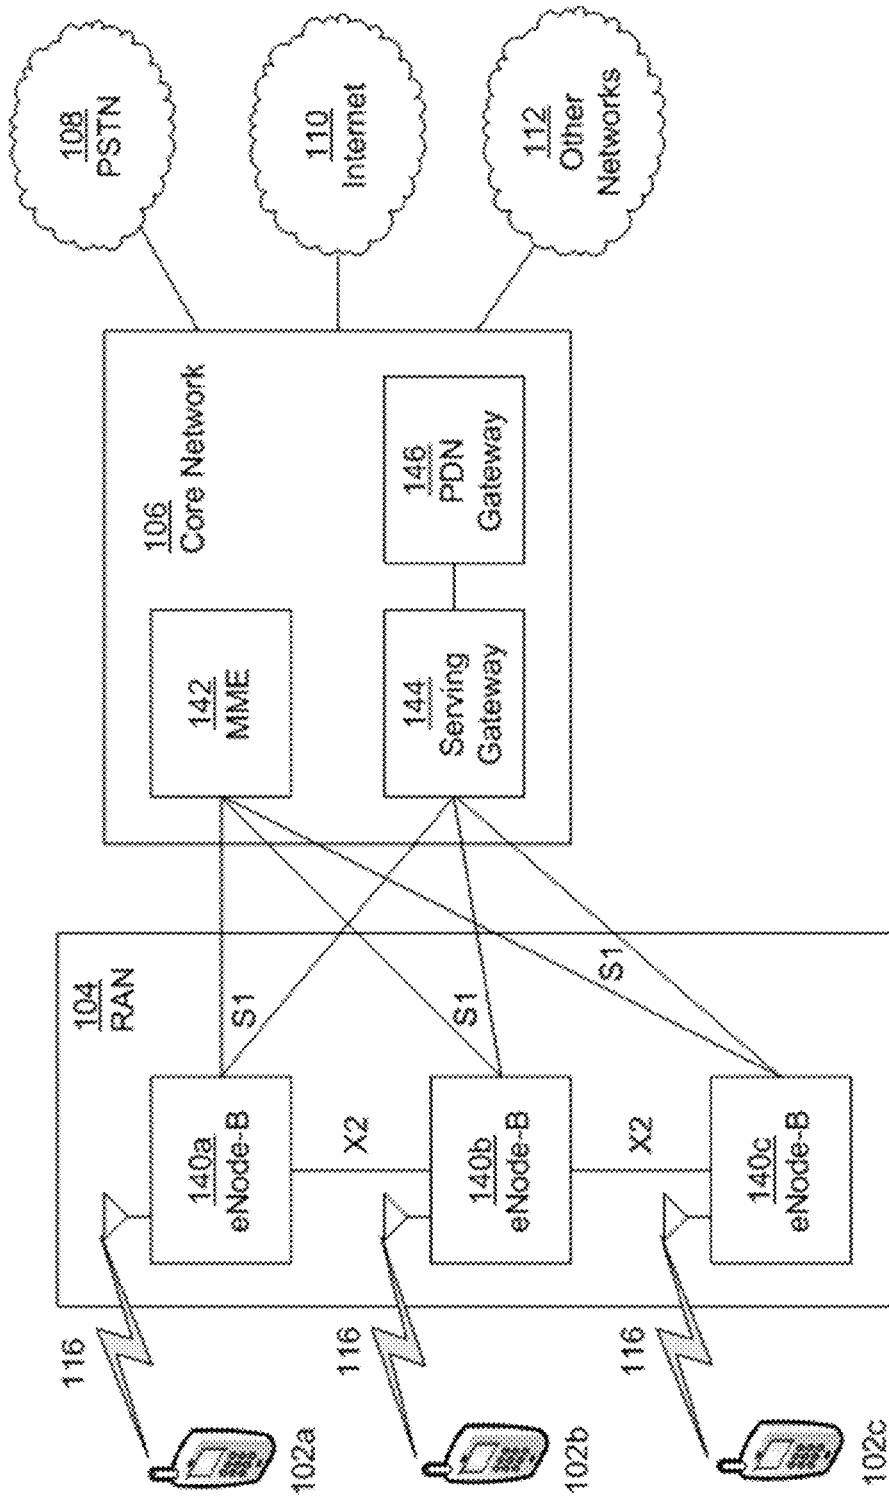 102a
116
140a
eNode-B
104
RAN
S1
X2
102b
116
140b
eNode-B
S1
X2
102c
116
140c
eNode-B
S1
106
Core Network
142
MME
144
Serving
Gateway
146
PDN
Gateway
108
PSTN
110
Internet
112
Other
Networks